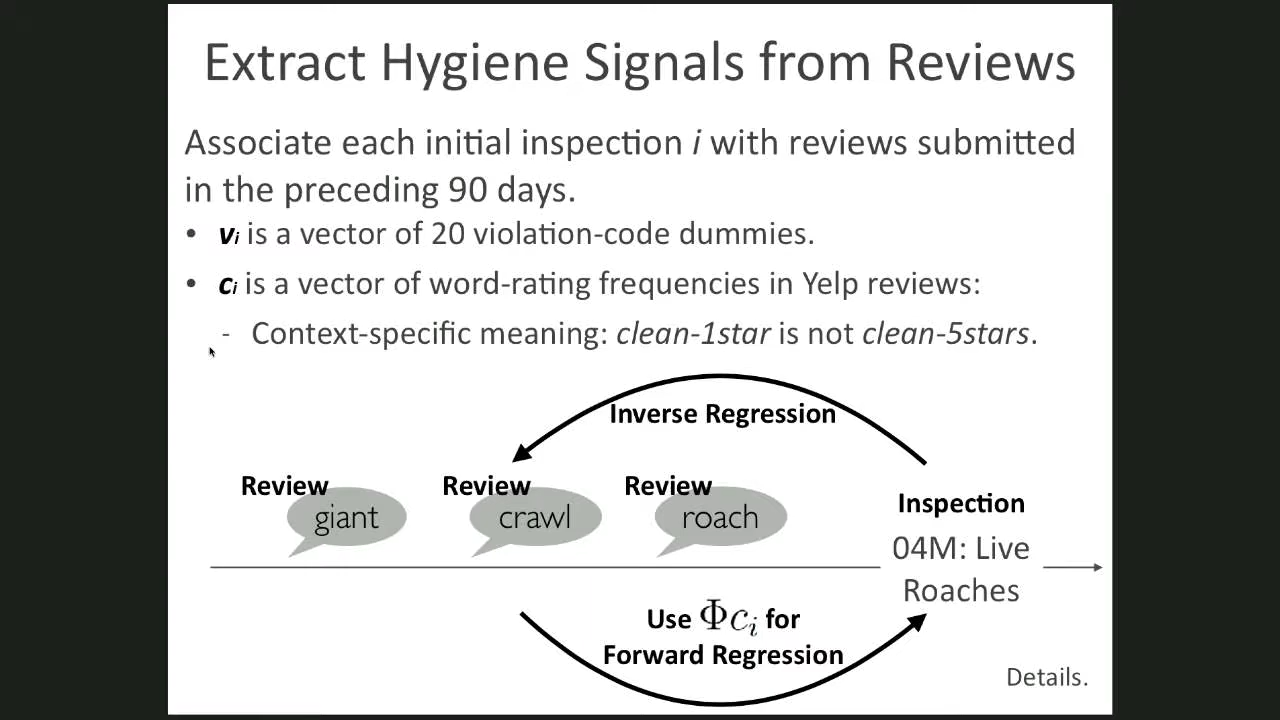 Extract Hygiene Signals from Reviews
Associate each initial inspection i with reviews submitted
in the preceding 90 days.
• vi is a vector of 20 violation-code dummies.
• ci is a vector of word-rating frequencies in Yelp reviews:
- Context-specific meaning: clean-1star is not clean-5stars.
Inverse Regression
Review
giant
Review
crawl
Review
roach
Inspection
04M: Live
Roaches
Use Φci for
Forward Regression
Details.